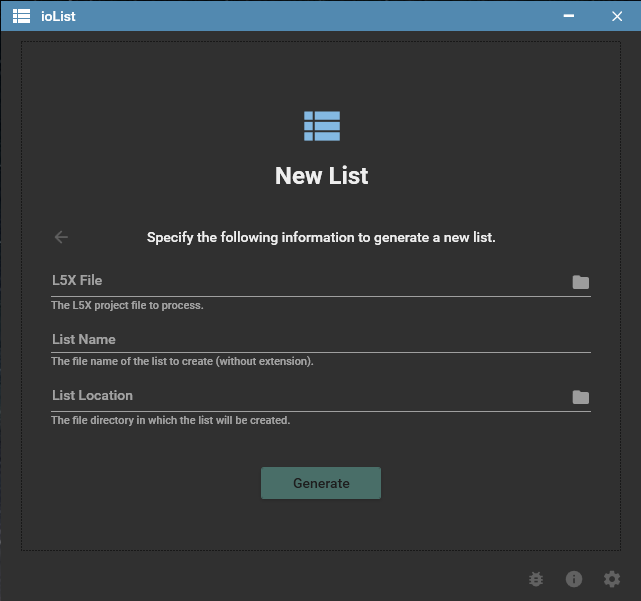 ioList
New List
Specify the following information to generate a new list.
L5X File
The L5X project file to process.
List Name
The file name of the list to create (without extension).
List Location
The file directory in which the list will be created.
Generate